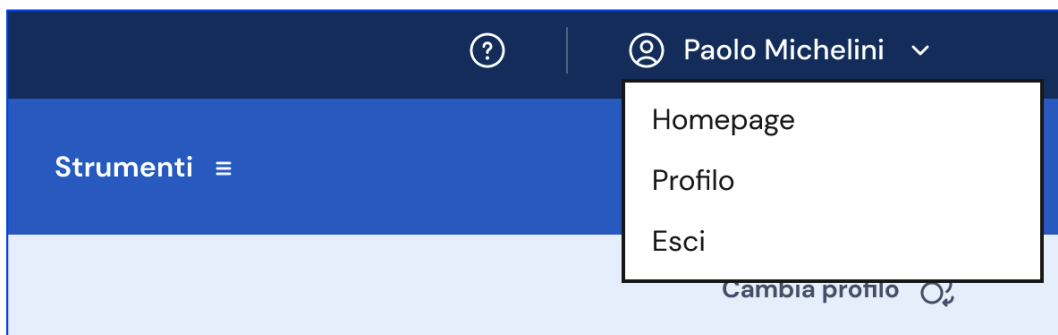 Paolo Michelini
Homepage
Strumenti
Profilo
Esci
Cambia profilo